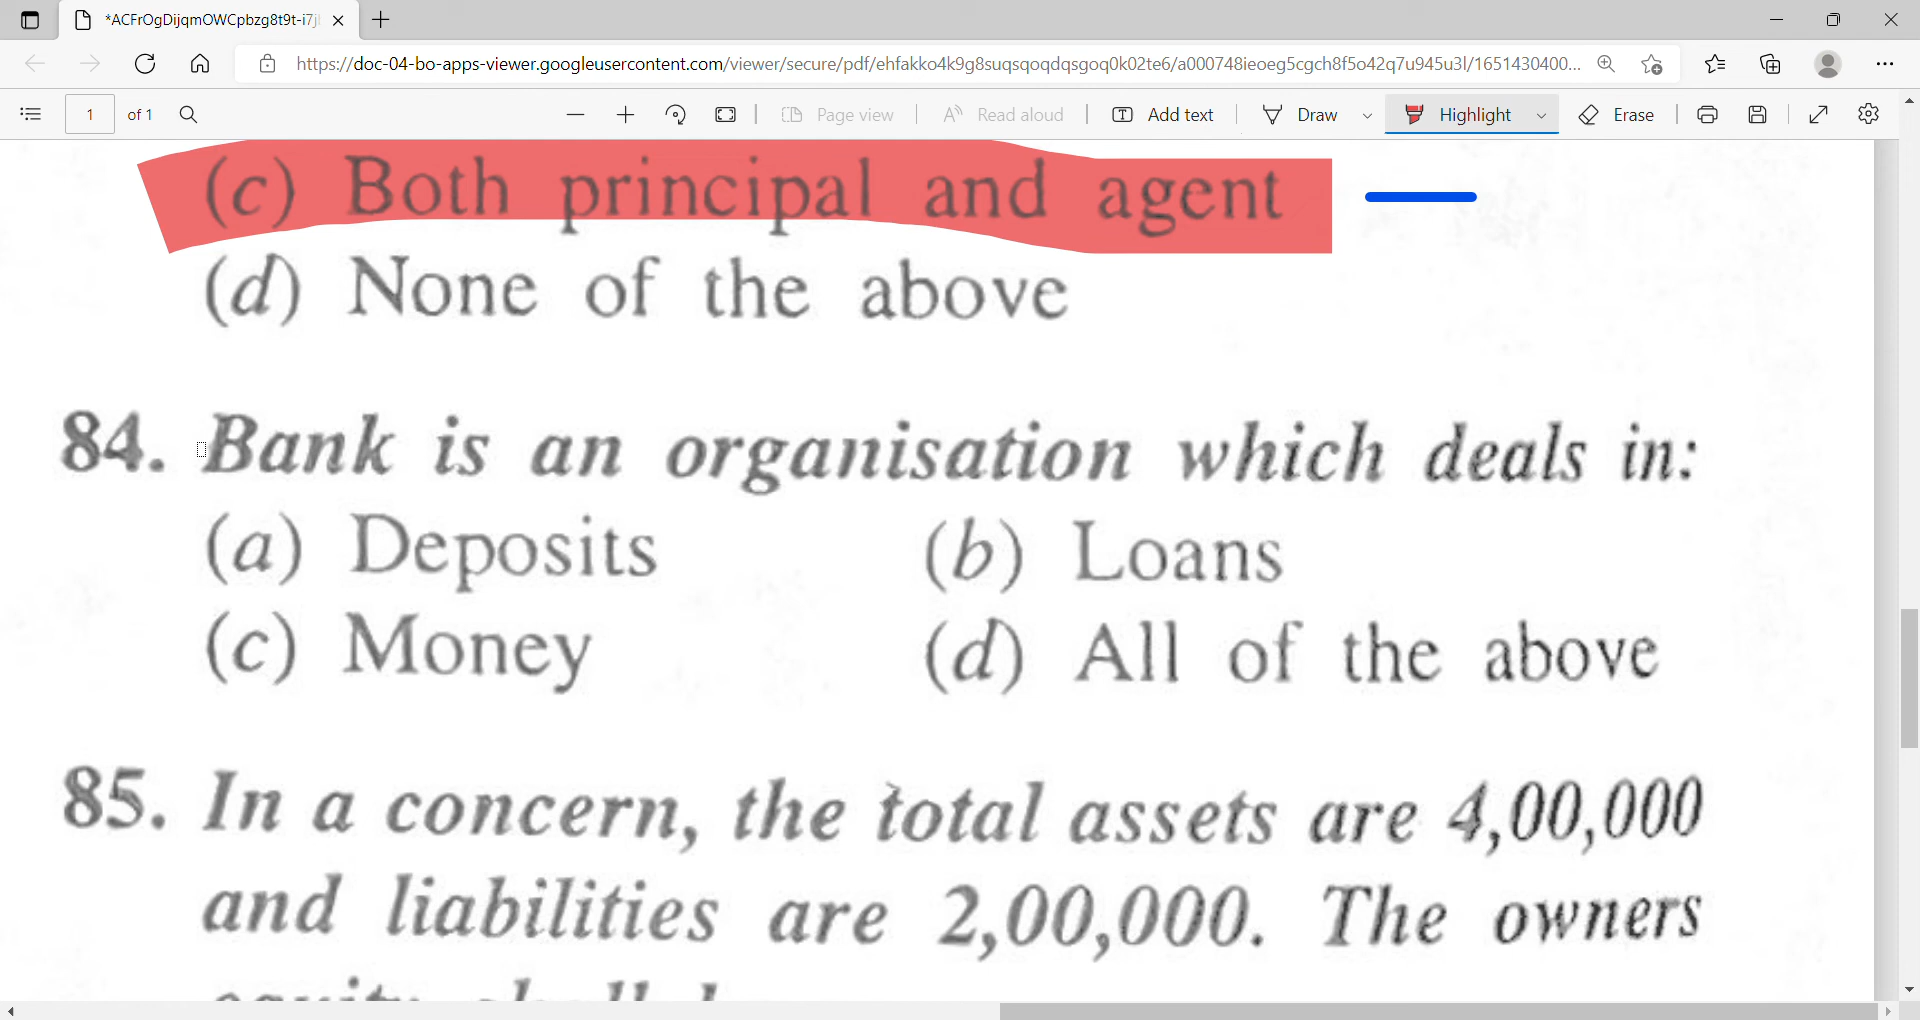 *ACFrOgDijqmOWCpbzg8t9t-i7j
https://doc-04-bo-apps-viewer.googleusercontent.com/viewer/secure/pdf/ehfakko4k9g8suqsqoqdqsgoq0k02te6/a000748ieoeg5cgch8f5o42q7u945u3l/1651430400...
1 of 1 Page view Read aloud Add text Draw Highlight Erase
(c) Both principal and agent
(d) None of the above
84. Bank is an organisation which deals in:
(a) Deposits (b) Loans
(c) Money (d) All of the above
85. In a concern, the total assets are 4,00,000
and liabilities are 2,00,000. The owners